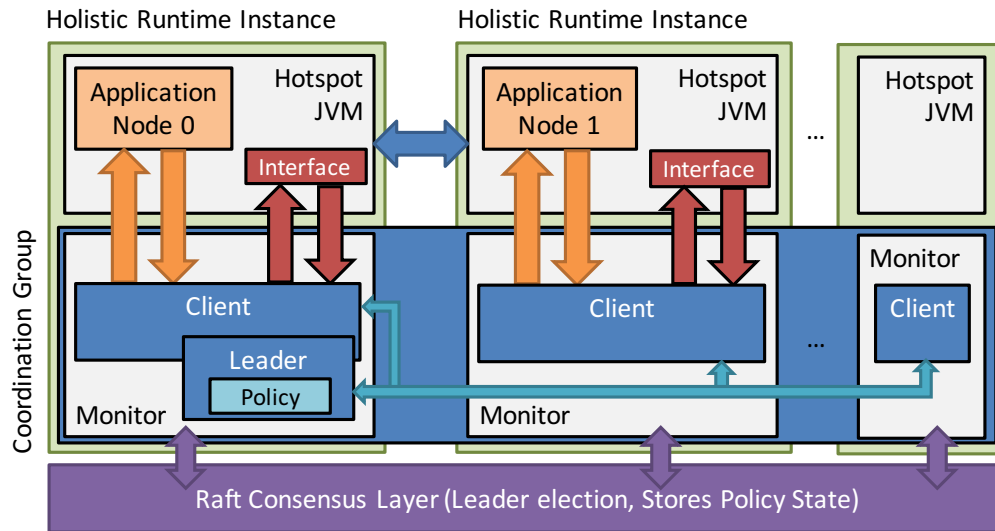 Holistic Runtime Instance
Holistic Runtime Instance
Application
Node 0
Hotspot
JVM
Interface
Application
Node 1
Hotspot
JVM
Interface
...
Hotspot
JVM
Coordination Group
Client
Leader
Policy
Monitor
Client
Monitor
...
Monitor
Client
Raft Consensus Layer (Leader election, Stores Policy State)